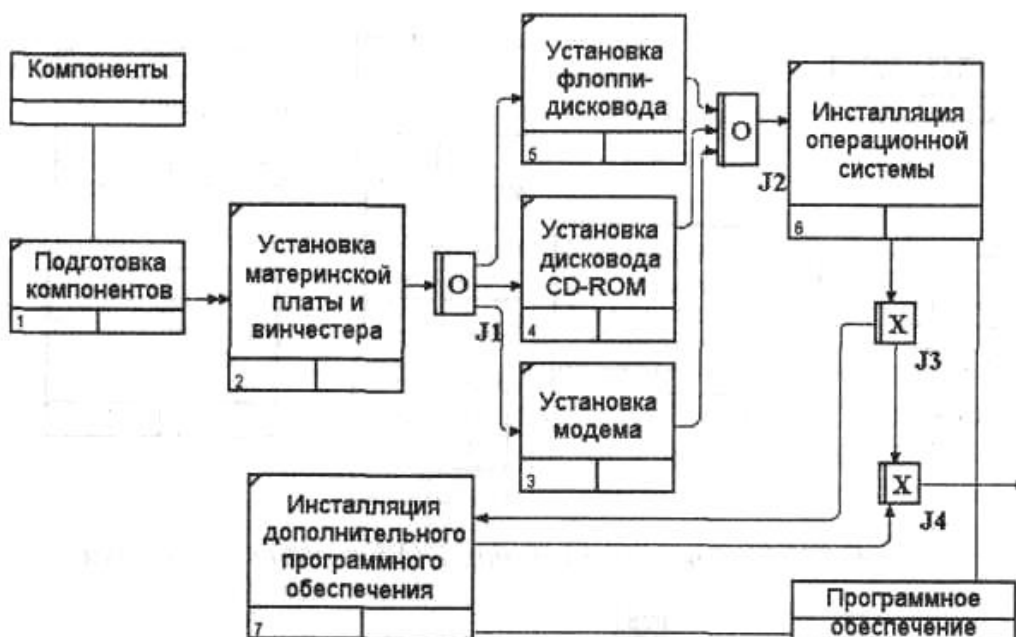 Компоненты
Подготовка
компонентов
1
Установка
материнской
платы и
винчестера
2
O
J1
Установка
флоппи-
дисковода
5
Установка
дисковода
CD-ROM
4
Установка
модема
3
O
J2
Инсталляция
операционной
системы
6
X
J3
X
J4
Инсталляция
дополнительного
программного
обеспечения
7
Программное
обеспечение